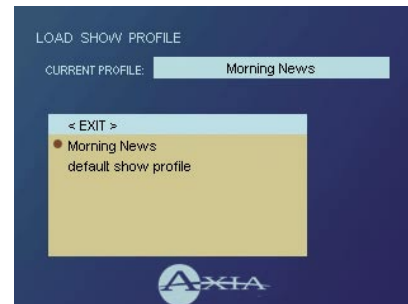 LOAD SHOW PROFILE
CURRENT PROFILE: Morning News
< EXIT >
Morning News
default show profile
AXIA